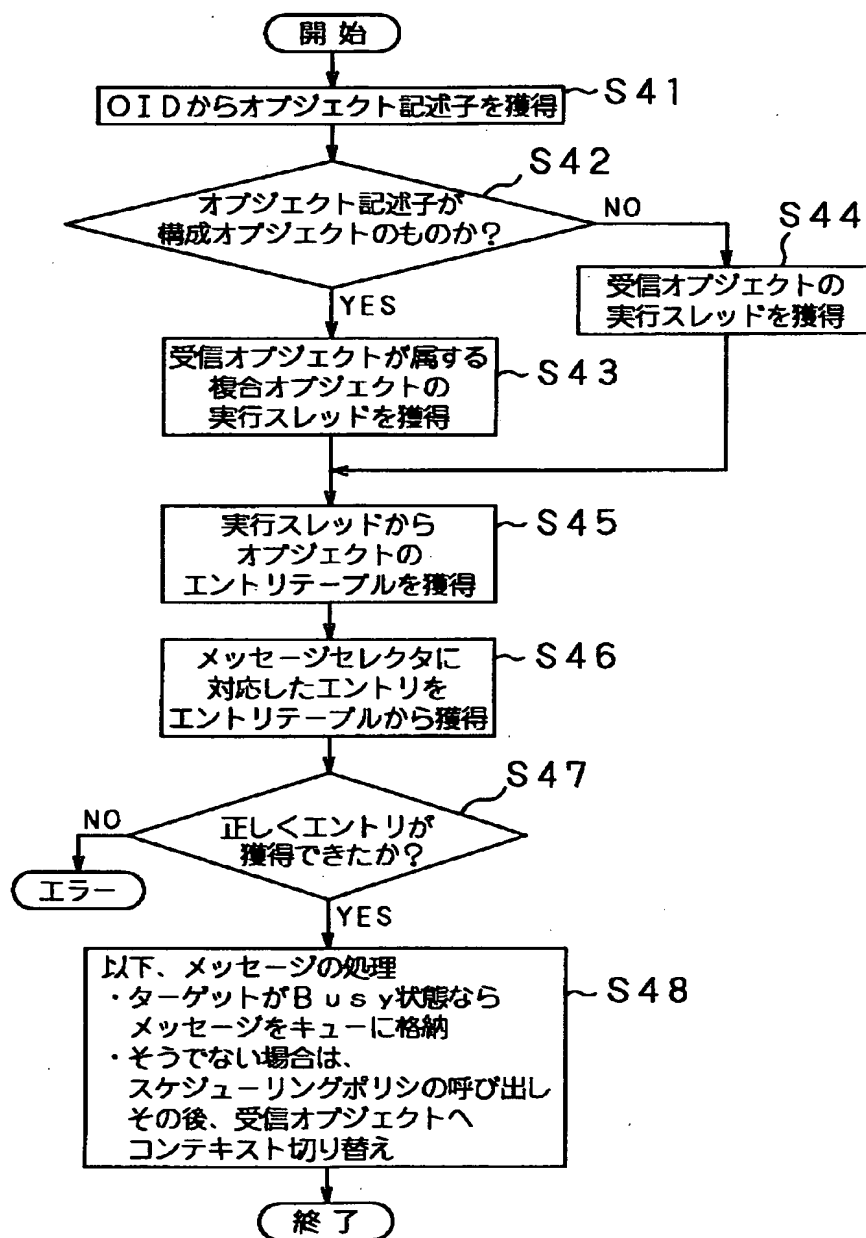 開始
OIDからオブジェクト記述子を獲得
S41
S42
オブジェクト記述子が
構成オブジェクトのものか?
NO
S44
受信オブジェクトの
実行スレッドを獲得
YES
受信オブジェクトが属する
複合オブジェクトの
実行スレッドを獲得
S43
実行スレッドから
オブジェクトの
エントリテーブルを獲得
S45
メッセージセレクタに
対応したエントリを
エントリテーブルから獲得
S46
S47
正しくエントリが
獲得できたか?
NO
エラー
YES
以下、メッセージの処理
・ターゲットがBusy状態なら
メッセージをキューに格納
・そうでない場合は、
スケジューリングポリシの呼び出し
その後、受信オブジェクトへ
コンテキスト切り替え
S48
終了